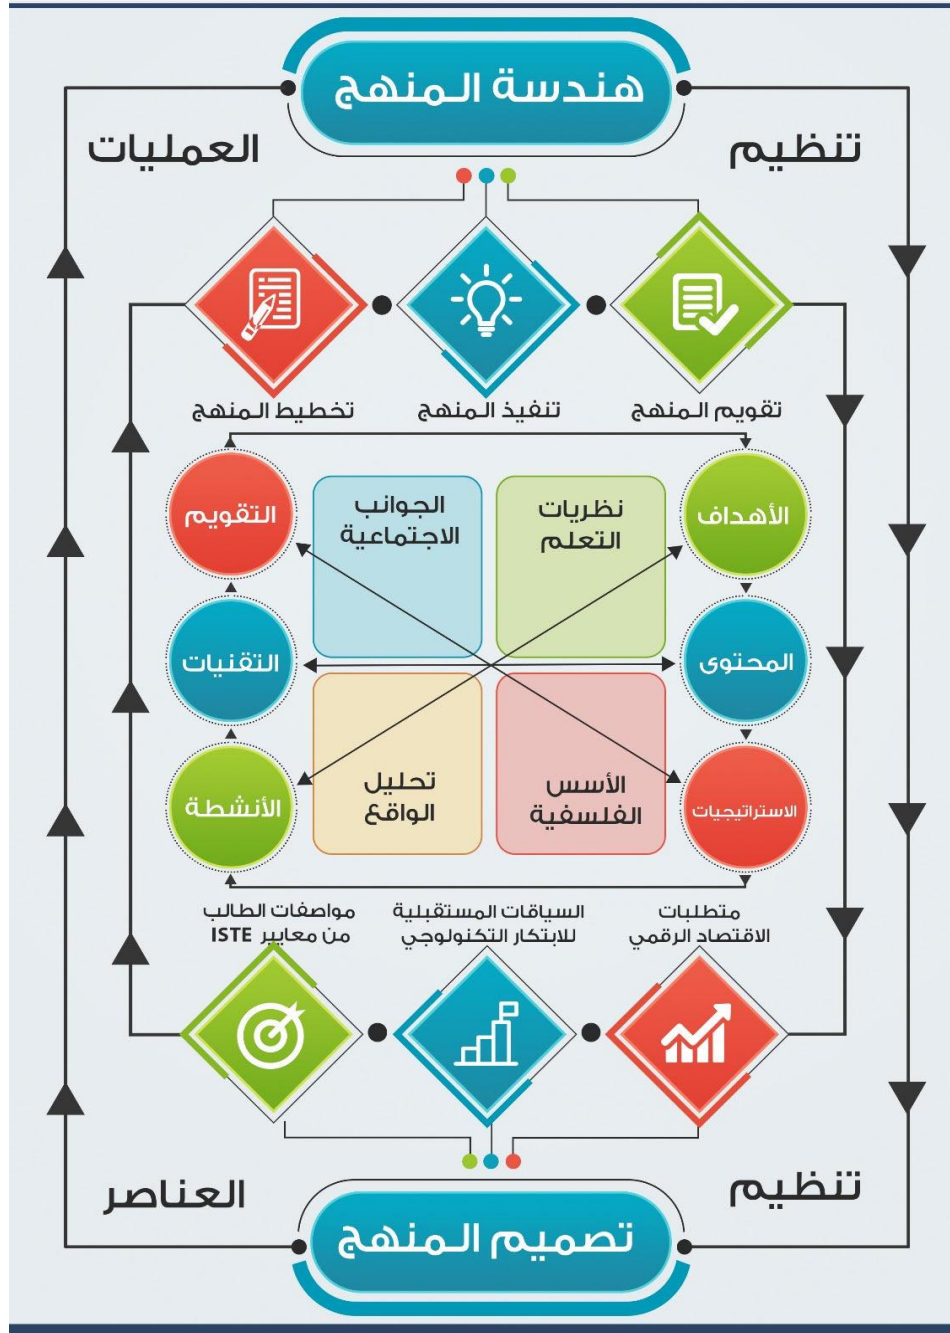 هندسة المنهج
تنظيم
العمليات
تقويم المنهج
تنفيذ المنهج
تخطيط المنهج
الأهداف
نظريات
التعلم
الجوانب
الاجتماعية
التقويم
المحتوى
التقنيات
الاستراتيجيات
الأسس
الفلسفية
تحليل
الواقع
الأنشطة
متطلبات
الاقتصاد الرقمي
السياقات المستقبلية
للابتكار التكنولوجي
مواصفات الطالب
من معايير ISTE
تنظيم
العناصر
تصميم المنهج